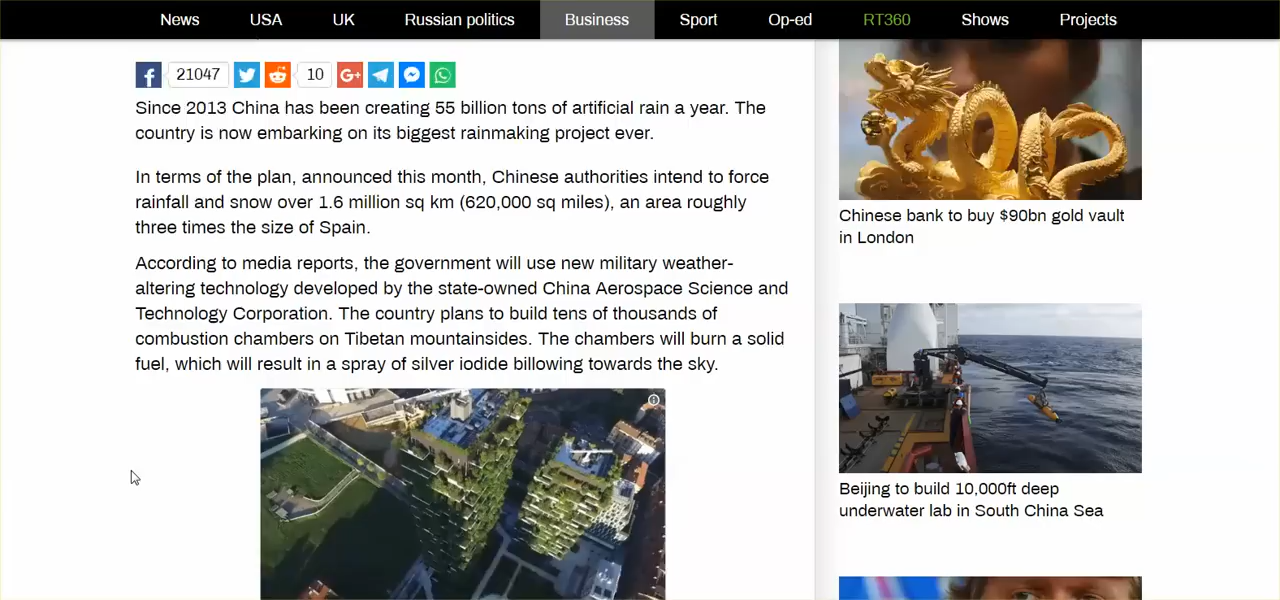 News USA UK Russian politics Business Sport Op-ed RT360 Shows Projects
21047 10
Since 2013 China has been creating 55 billion tons of artificial rain a year. The
country is now embarking on its biggest rainmaking project ever.
In terms of the plan, announced this month, Chinese authorities intend to force
rainfall and snow over 1.6 million sq km (620,000 sq miles), an area roughly
three times the size of Spain.
According to media reports, the government will use new military weather-
altering technology developed by the state-owned China Aerospace Science and
Technology Corporation. The country plans to build tens of thousands of
combustion chambers on Tibetan mountainsides. The chambers will burn a solid
fuel, which will result in a spray of silver iodide billowing towards the sky.
Chinese bank to buy $90bn gold vault
in London
Beijing to build 10,000ft deep
underwater lab in South China Sea